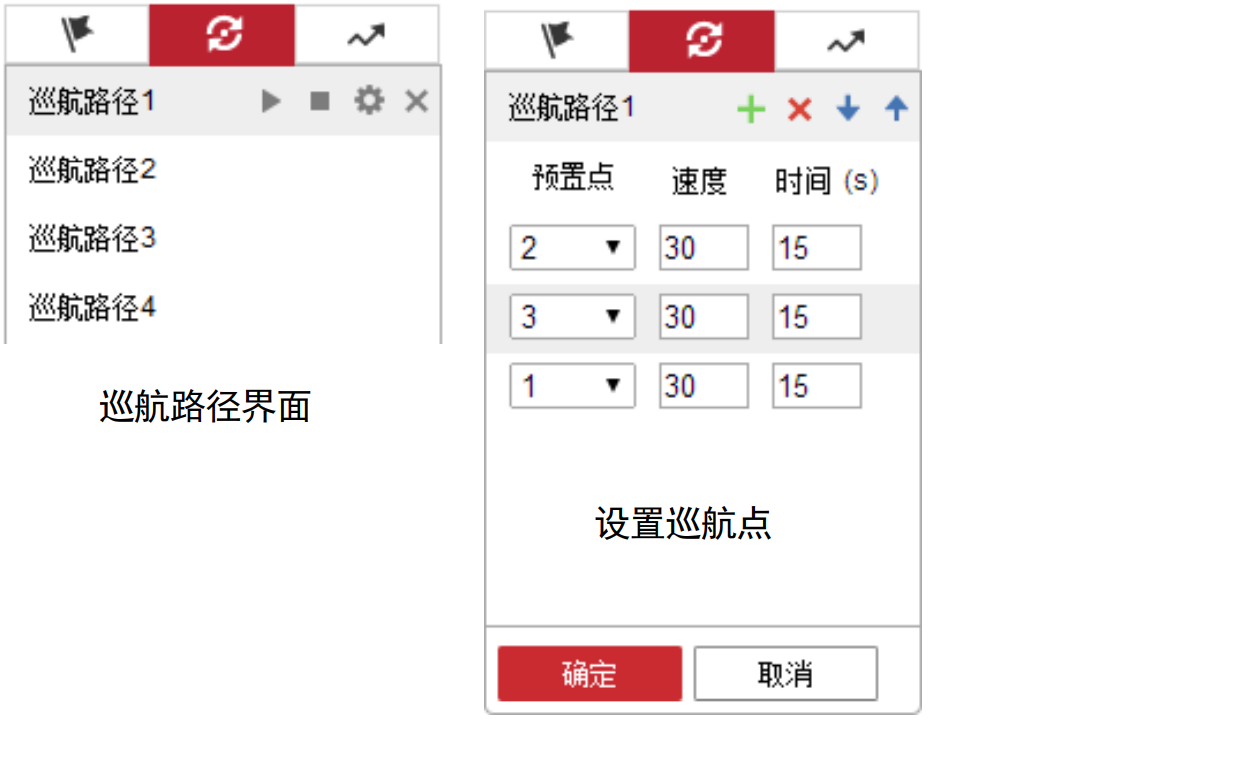 巡航路径1
巡航路径2
巡航路径3
巡航路径4
巡航路径界面
巡航路径1
预置点 速度 时间 (s)
2 30 15
3 30 15
1 30 15
设置巡航点
确定 取消